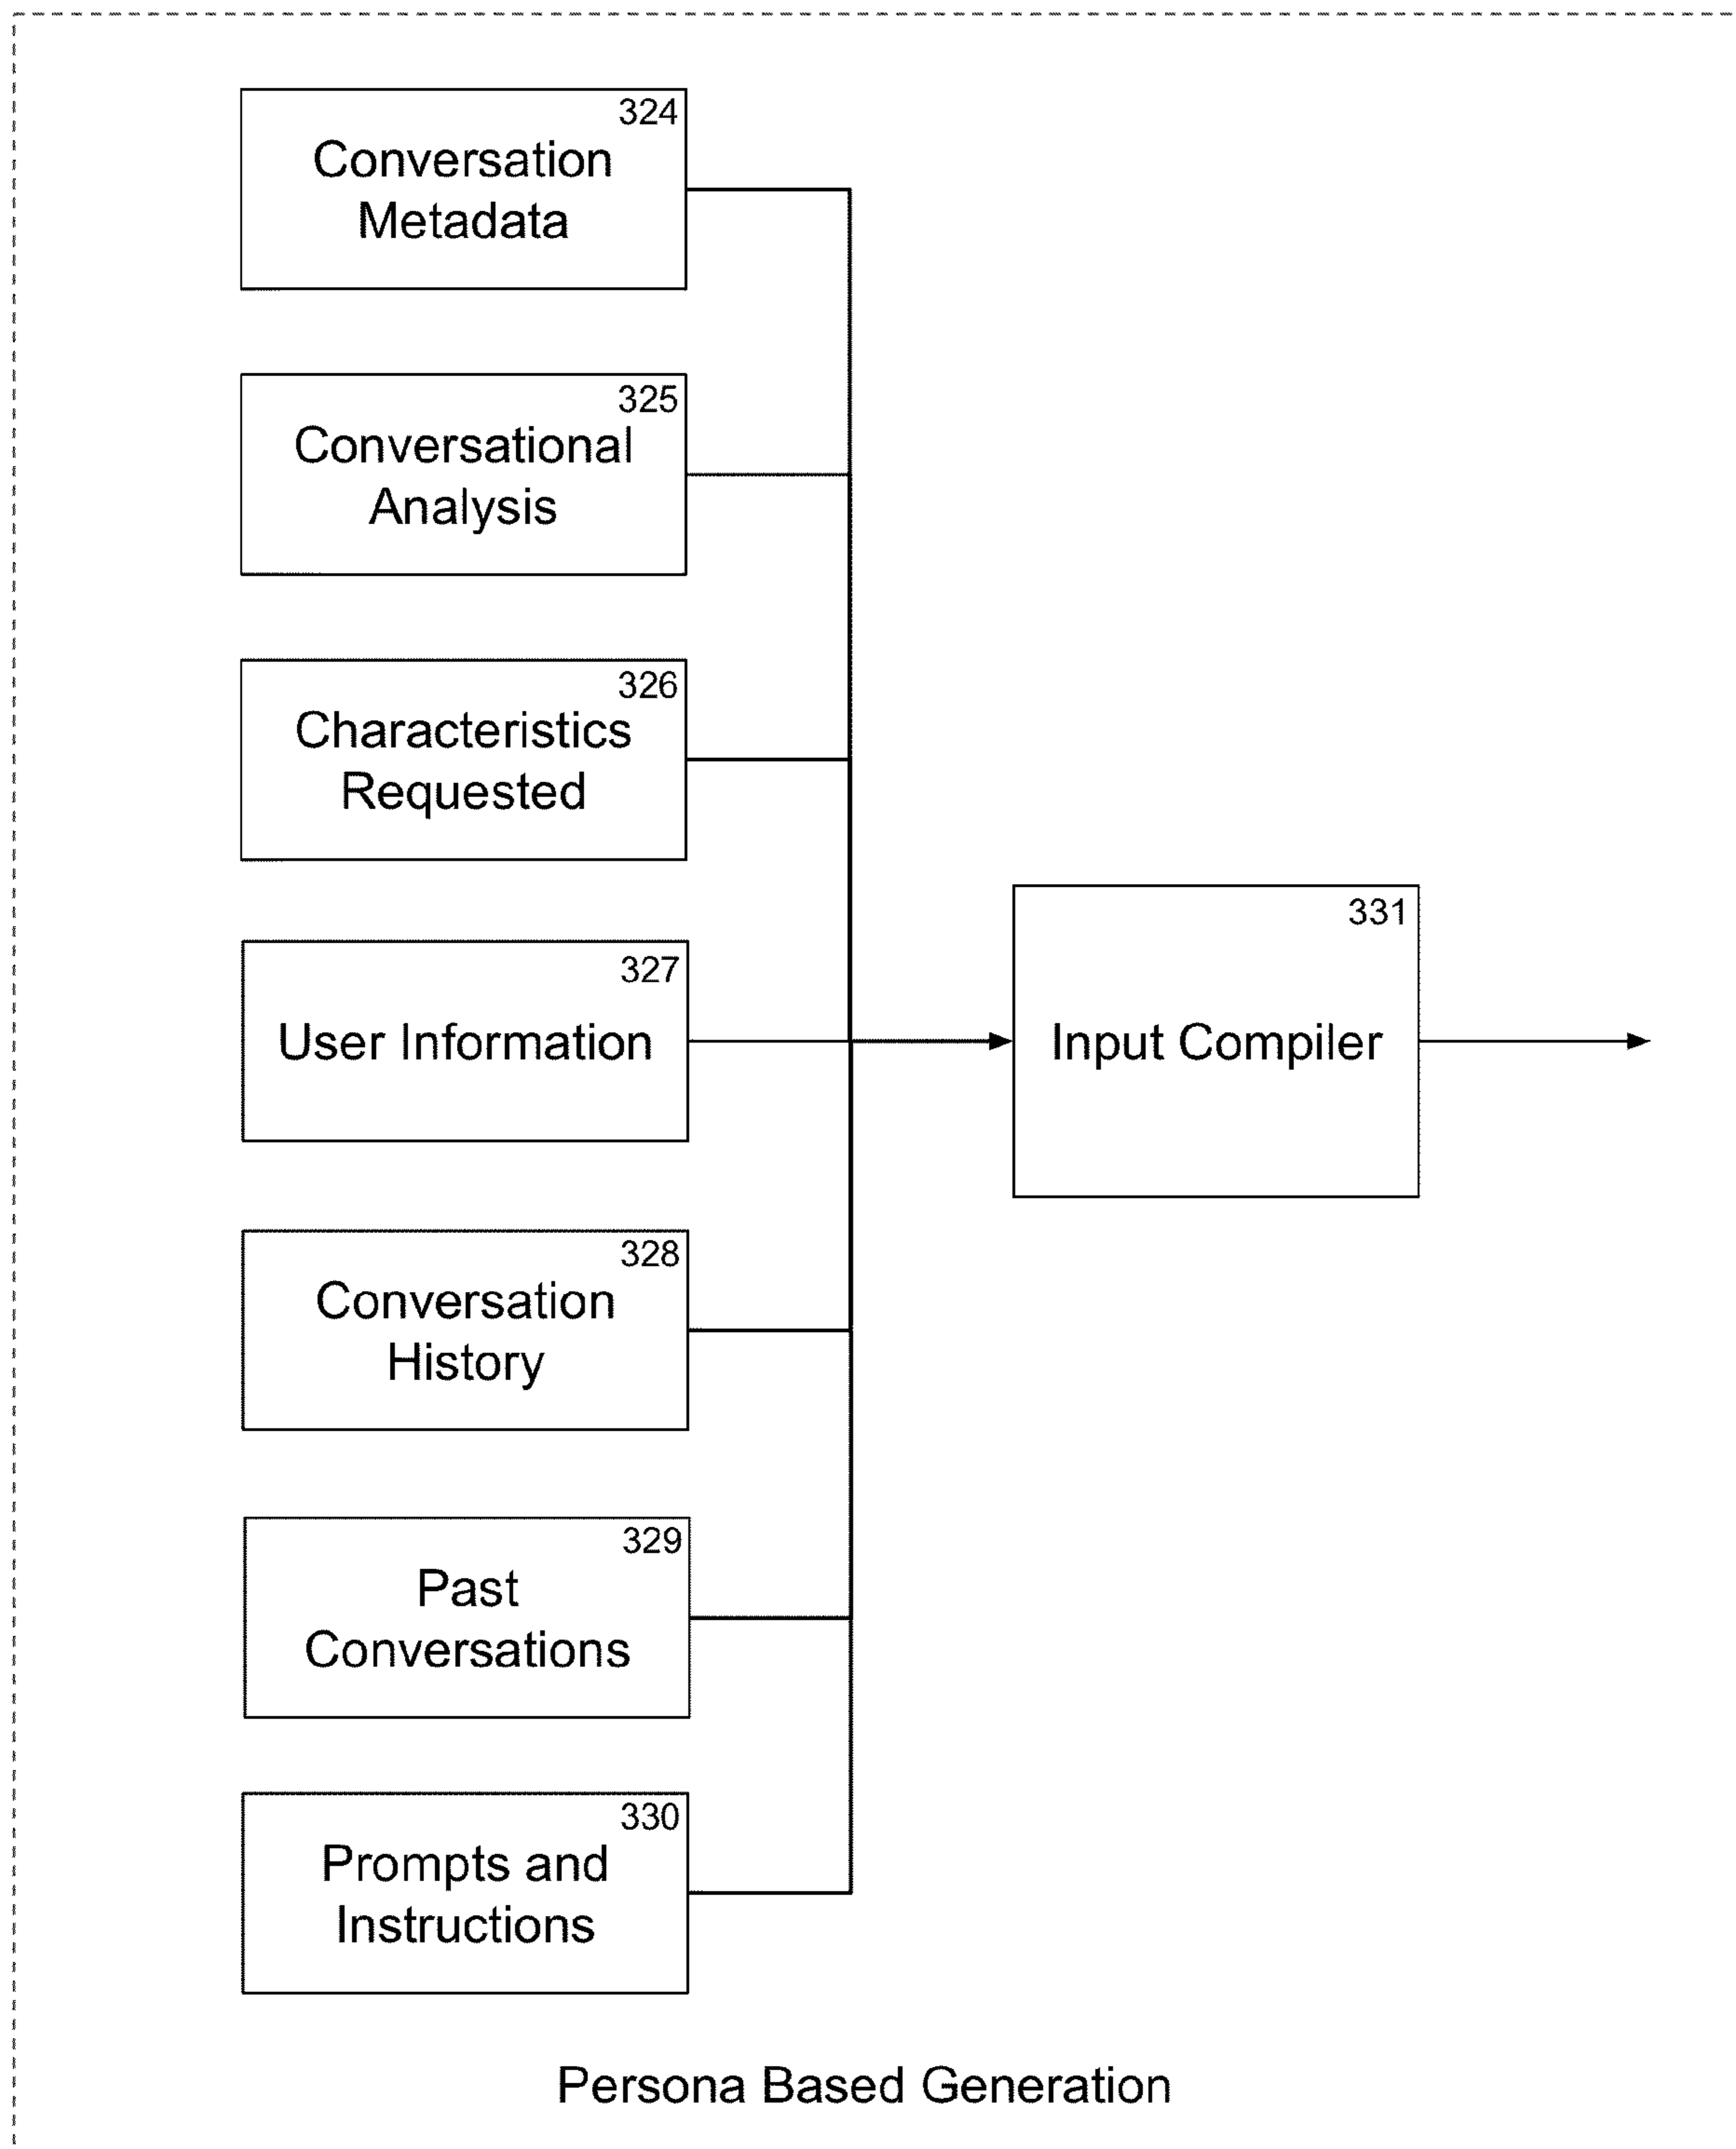 324
Conversation
Metadata
325
Conversational
Analysis
326
Characteristics
Requested
327
User Information
328
Conversation
History
329
Past
Conversations
330
Prompts and
Instructions
331
Input Compiler
Persona Based Generation